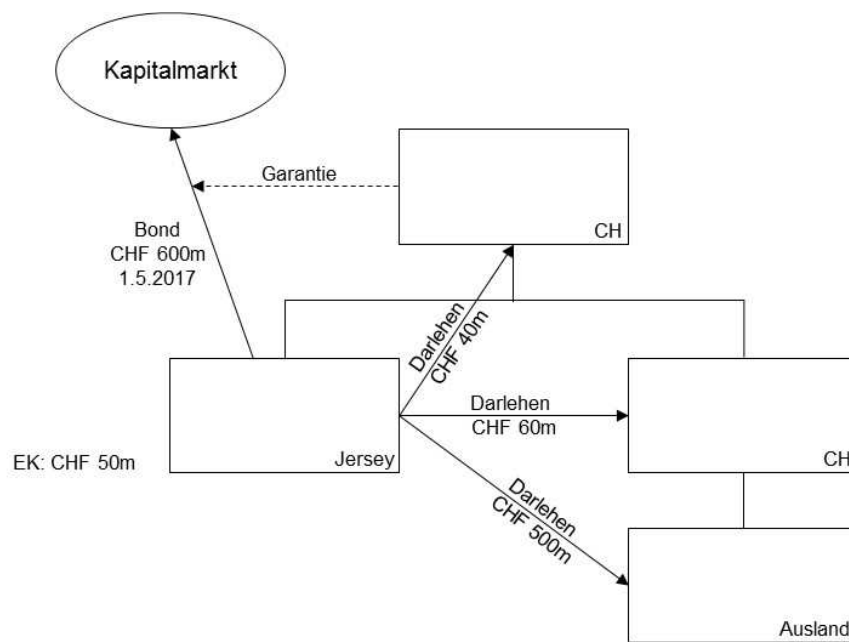 Kapitalmarkt
Garantie
CH
Bond
CHF 600m
1.5.2017
Darlehen
CHF 40m
Darlehen
CHF 60m
EK: CHF 50m
Jersey
CH
Darlehen
CHF 500m
Ausland